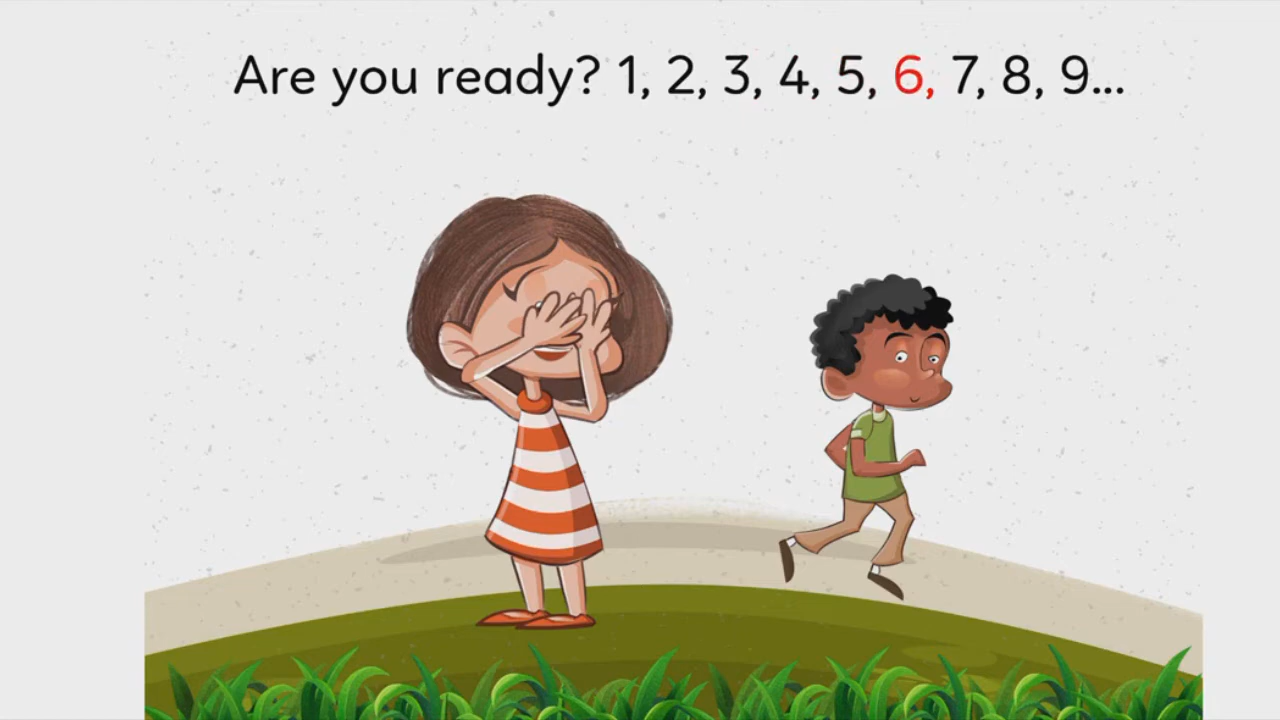 Are you ready? 1, 2, 3, 4, 5, 6, 7, 8, 9...